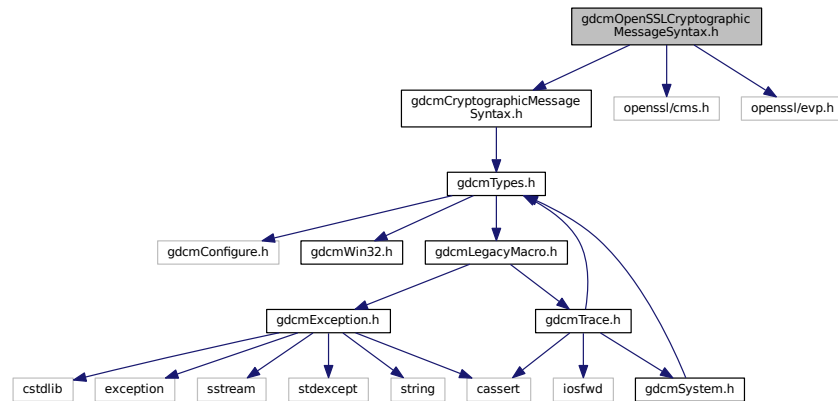 gdcmOpenSSLCryptographic
MessageSyntax.h
gdcmCryptographicMessage
Syntax.h
openssl/cms.h
openssl/evp.h
gdcmTypes.h
gdcmConfigure.h
gdcmWin32.h
gdcmLegacyMacro.h
gdcmException.h
gdcmTrace.h
cstdlib
exception
sstream
stdexcept
string
cassert
iosfwd
gdcmSystem.h